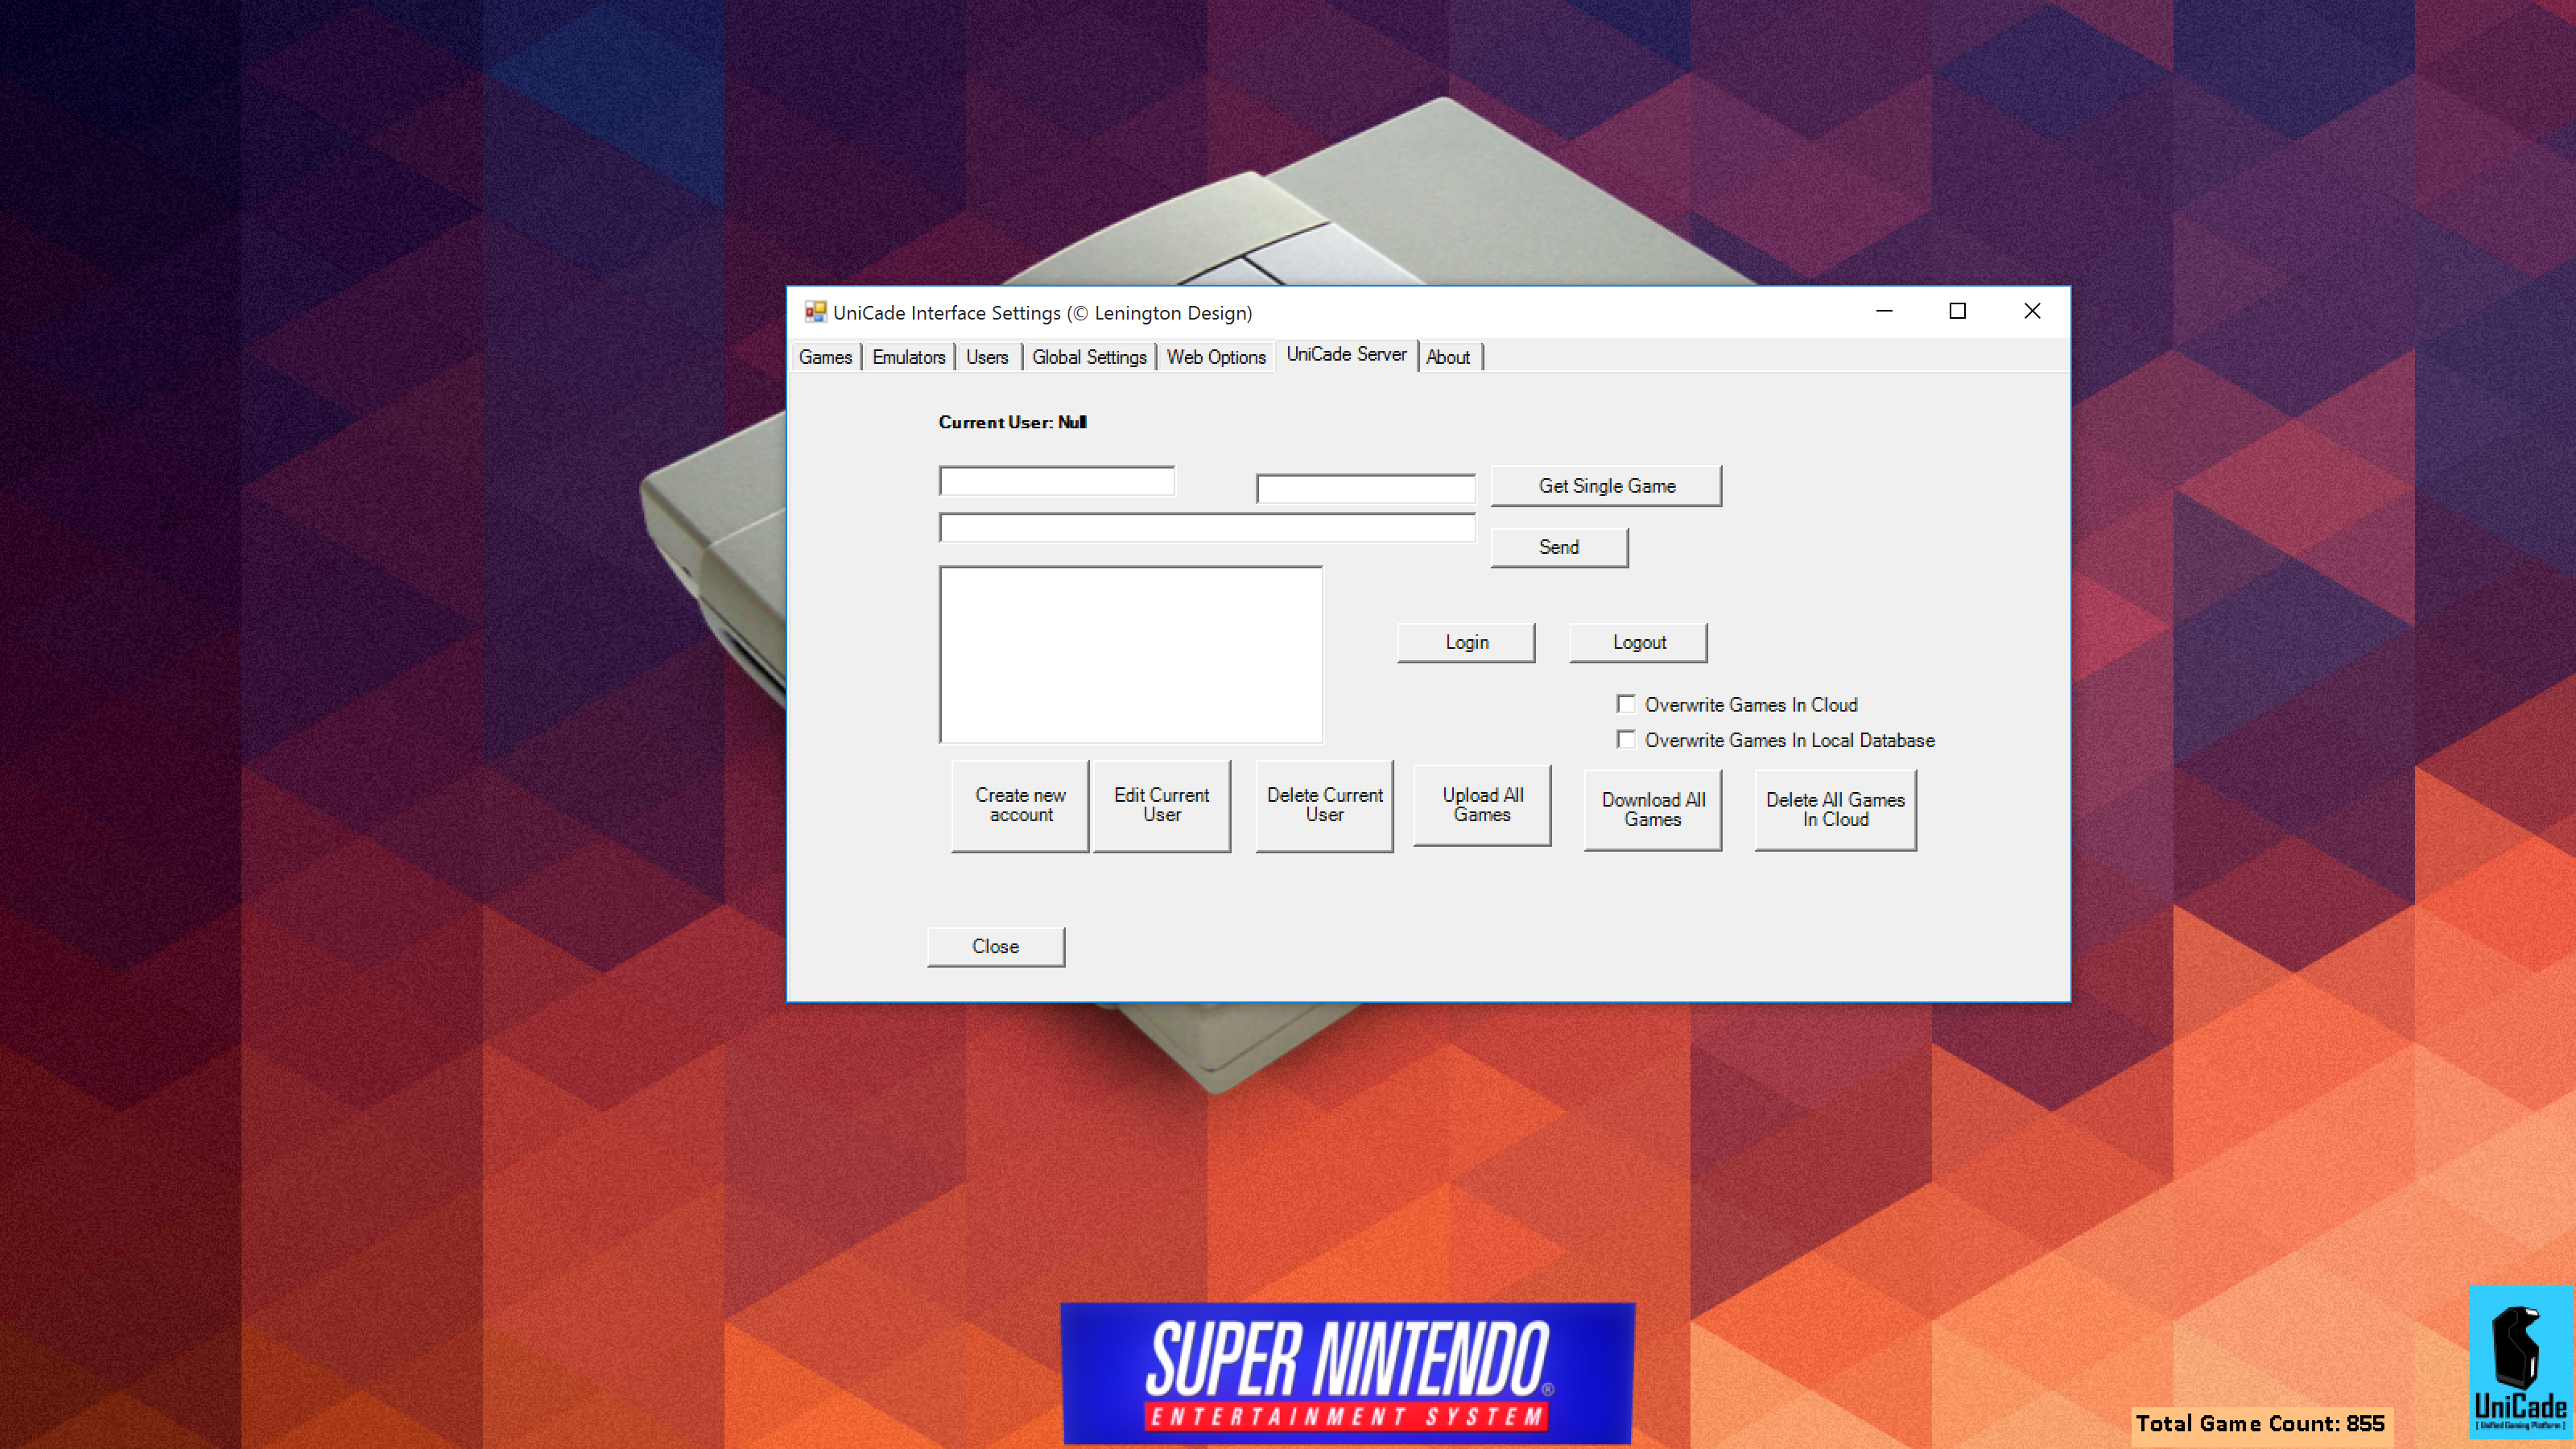 UniCade Interface Settings (© Lenington Design)
Games Emulators Users Global Settings Web Options UniCade Server About
Current User: Null
Get Single Game
Send
Login Logout
Overwrite Games In Cloud
Overwrite Games In Local Database
Create new
account
Edit Current
User
Delete Current
User
Upload All
Games
Download All
Games
Delete All Games
In Cloud
Close
SUPER NINTENDO®
ENTERTAINMENT SYSTEM
Total Game Count: 855
UniCade
[ Unified Gaming Platform ]